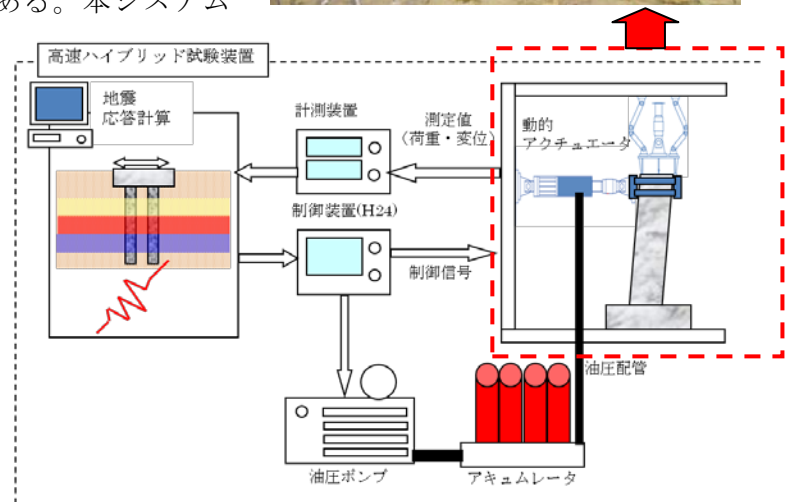 ある。本システム
高速ハイブリッド試験装置
地震
応答計算
計測装置
測定値
(荷重・変位)
動的
アクチュエータ
制御装置(H24)
制御信号
油圧配管
油圧ポンプ
アキュムレータ